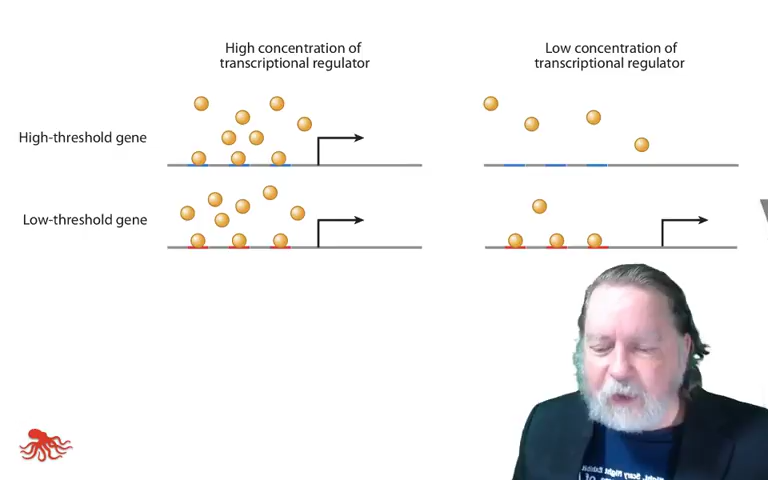 High concentration of
transcriptional regulator
Low concentration of
transcriptional regulator
High-threshold gene
Low-threshold gene